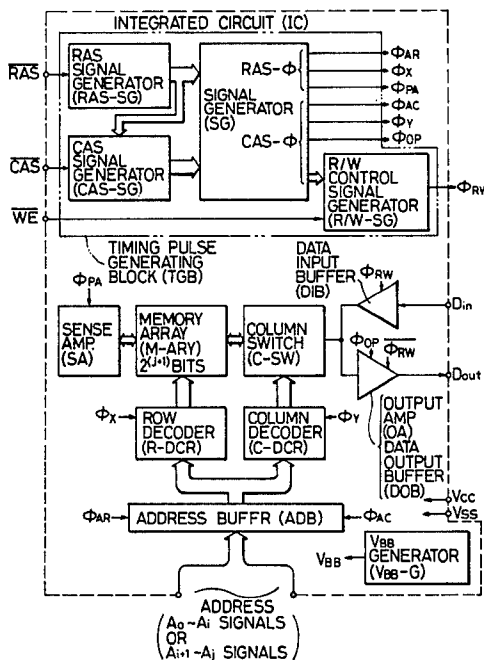 INTEGRATED CIRCUIT (IC)
RAS
RAS
SIGNAL
GENERATOR
(RAS-SG)
SIGNAL
GENERATOR
(SG)
RAS-Φ
CAS-Φ
ΦAR
ΦX
ΦPA
ΦAC
ΦY
ΦOP
CAS
CAS
SIGNAL
GENERATOR
(CAS-SG)
R/W
CONTROL
SIGNAL
GENERATOR
(R/W-SG)
ΦRW
WE
TIMING PULSE
GENERATING
BLOCK (TGB)
DATA
INPUT
BUFFER
(DIB)
ΦRW
Din
ΦPA
SENSE
AMP.
(SA)
MEMORY
ARRAY
(M-ARY)
2(j+1) BITS
COLUMN
SWITCH
(C-SW)
ΦOP
ΦRW
Dout
ΦX
ROW
DECODER
(R-DCR)
COLUMN
DECODER
(C-DCR)
ΦY
OUTPUT
AMP
(OA)
DATA
OUTPUT
BUFFER
(DOB)
VCC
VSS
ΦAR
ADDRESS BUFFR (ADB)
ΦAC
VBB
VBB
GENERATOR
(VBB-G)
ADDRESS
(A0~Ai SIGNALS
OR
Ai+1~Aj SIGNALS)